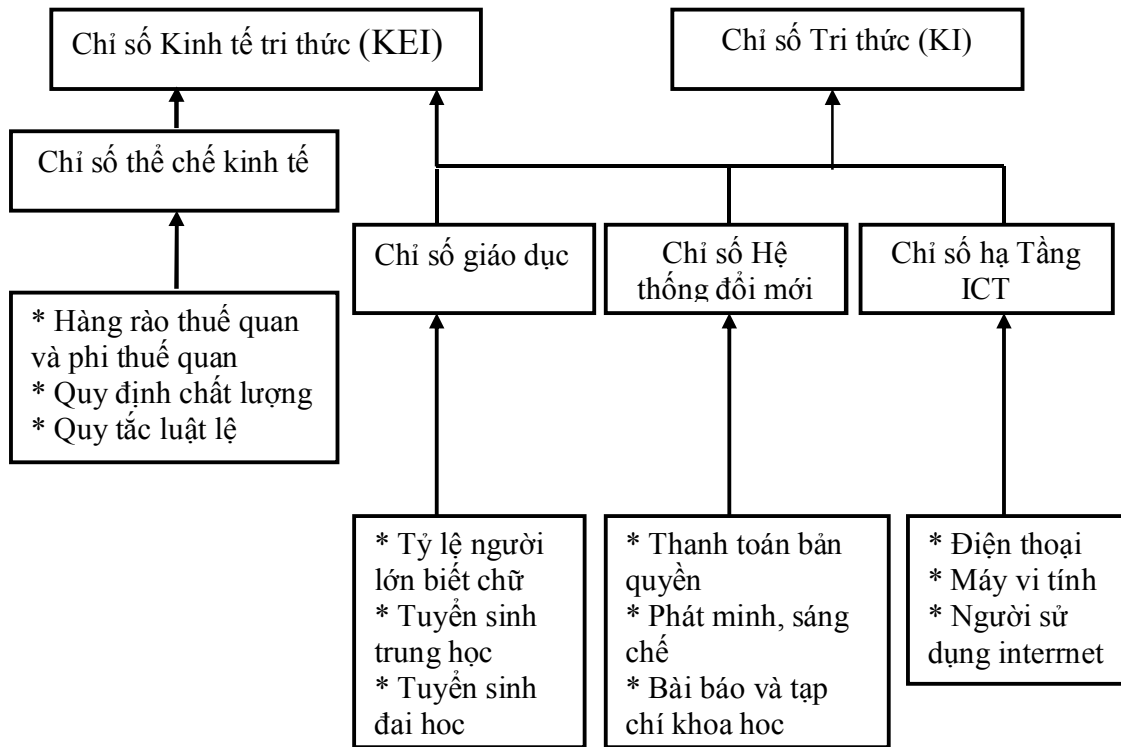 Chỉ số Kinh tế tri thức (KEI)
Chỉ số Tri thức (KI)
Chỉ số thể chế kinh tế
Chỉ số giáo dục
Chỉ số Hệ
thống đổi mới
Chỉ số hạ Tầng
ICT
* Hàng rào thuế quan
và phi thuế quan
* Quy định chất lượng
* Quy tắc luật lệ
* Tỷ lệ người
lớn biết chữ
* Tuyển sinh
trung học
* Tuyển sinh
đai hoc
* Thanh toán bản
quyền
* Phát minh, sáng
chế
* Bài báo và tạp
chí khoa hoc
* Điện thoại
* Máy vi tính
* Người sử
dụng interrnet